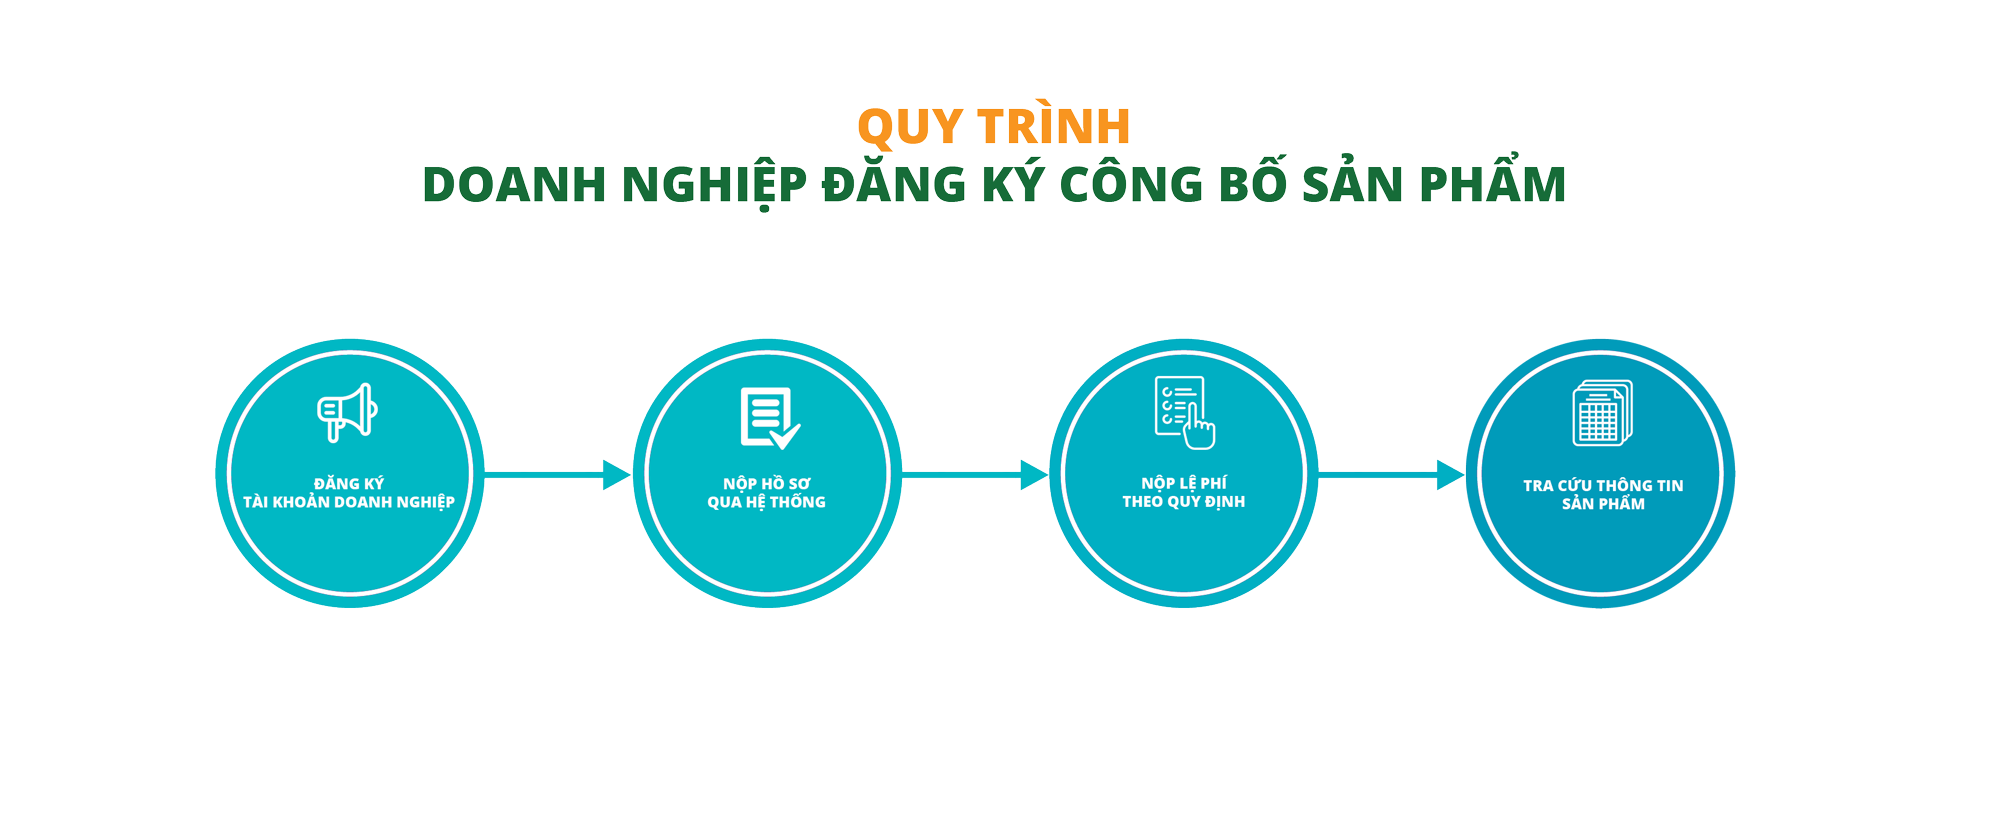 QUY TRÌNH
DOANH NGHIỆP ĐĂNG KÝ CÔNG BỐ SẢN PHẨM
ĐĂNG KÝ
TÀI KHOẢN DOANH NGHIỆP
NỘP HỒ SƠ
QUA HỆ THỐNG
NỘP LỆ PHÍ
THEO QUY ĐỊNH
TRA CỨU THÔNG TIN
SẢN PHẨM